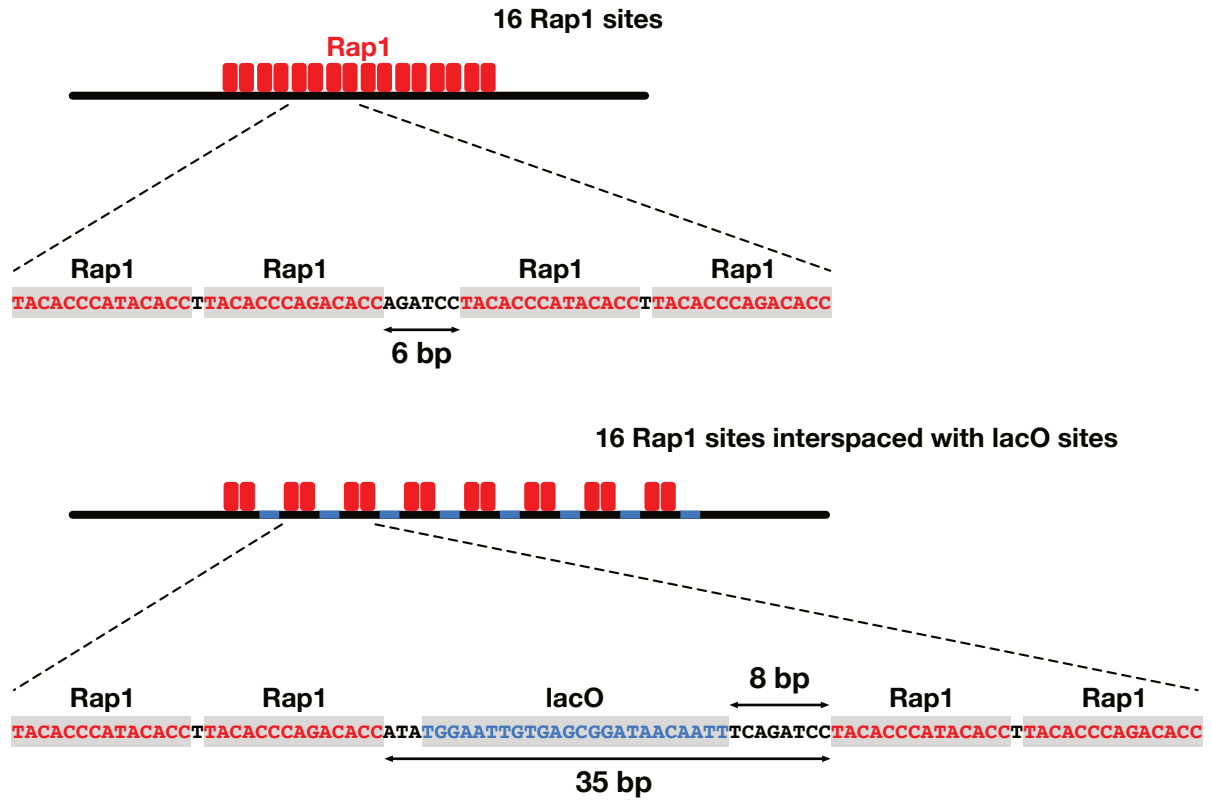 16 Rap1 sites
Rap1
Rap1 Rap1 Rap1 Rap1
TACACCCATACACCTTACACCCAGACACCAGATCCTACACCCATACACCTTACACCCAGACACC
6 bp
16 Rap1 sites interspaced with lacO sites
8 bp
Rap1 Rap1 lacO Rap1 Rap1
TACACCCATACACCTTACACCCAGACACCATATGGAATTGTGAGCGGATAACAATTTCAGATCCTACACCCATACACCTTACACCCAGACACC
35 bp